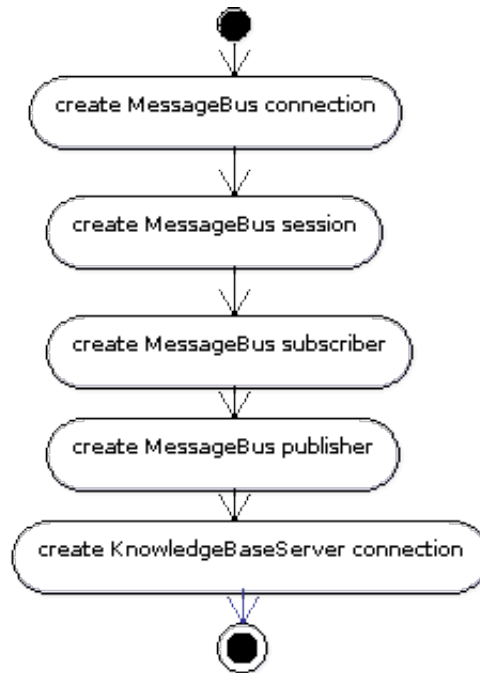 create MessageBus connection
create MessageBus session
create MessageBus subscriber
create MessageBus publisher
create KnowledgeBaseServer connection